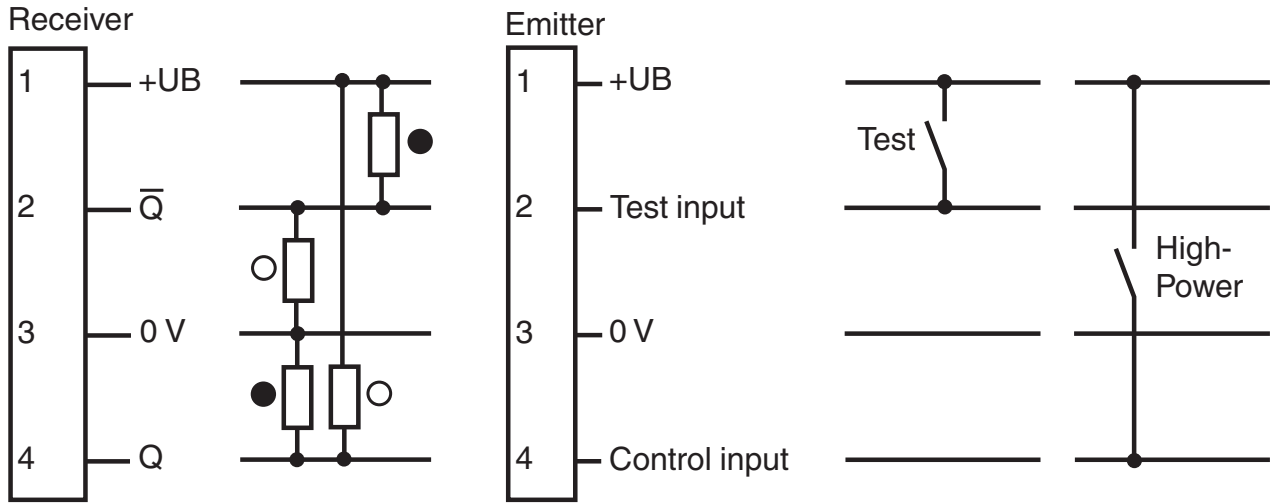 Receiver
1 +UB
2 Q̅
3 0 V
4 Q
Emitter
1 +UB
2 Test input
3 0 V
4 Control input
Test
High-
Power